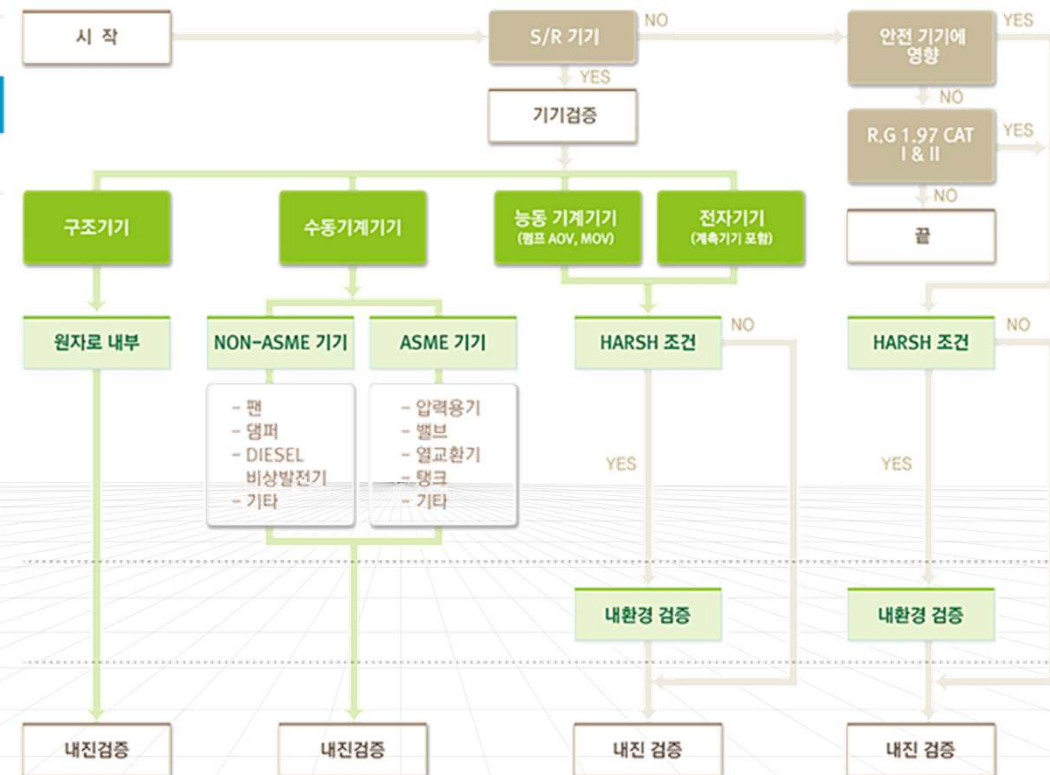 시 작
S/R 기기
NO
안전 기기에
영향
YES
YES
NO
기기검증
R.G 1.97 CAT
I & II
YES
NO
구조기기
수동기계기기
능동 기계기기
(펌프 AOV, MOV)
전자기기
(계측기기 포함)
끝
원자로 내부
NON-ASME 기기
ASME 기기
HARSH 조건
NO
HARSH 조건
NO
- 팬
- 댐퍼
- DIESEL
비상발전기
- 기타
- 압력용기
- 밸브
- 열교환기
- 탱크
- 기타
YES
YES
내환경 검증
내환경 검증
내진검증
내진검증
내진 검증
내진 검증